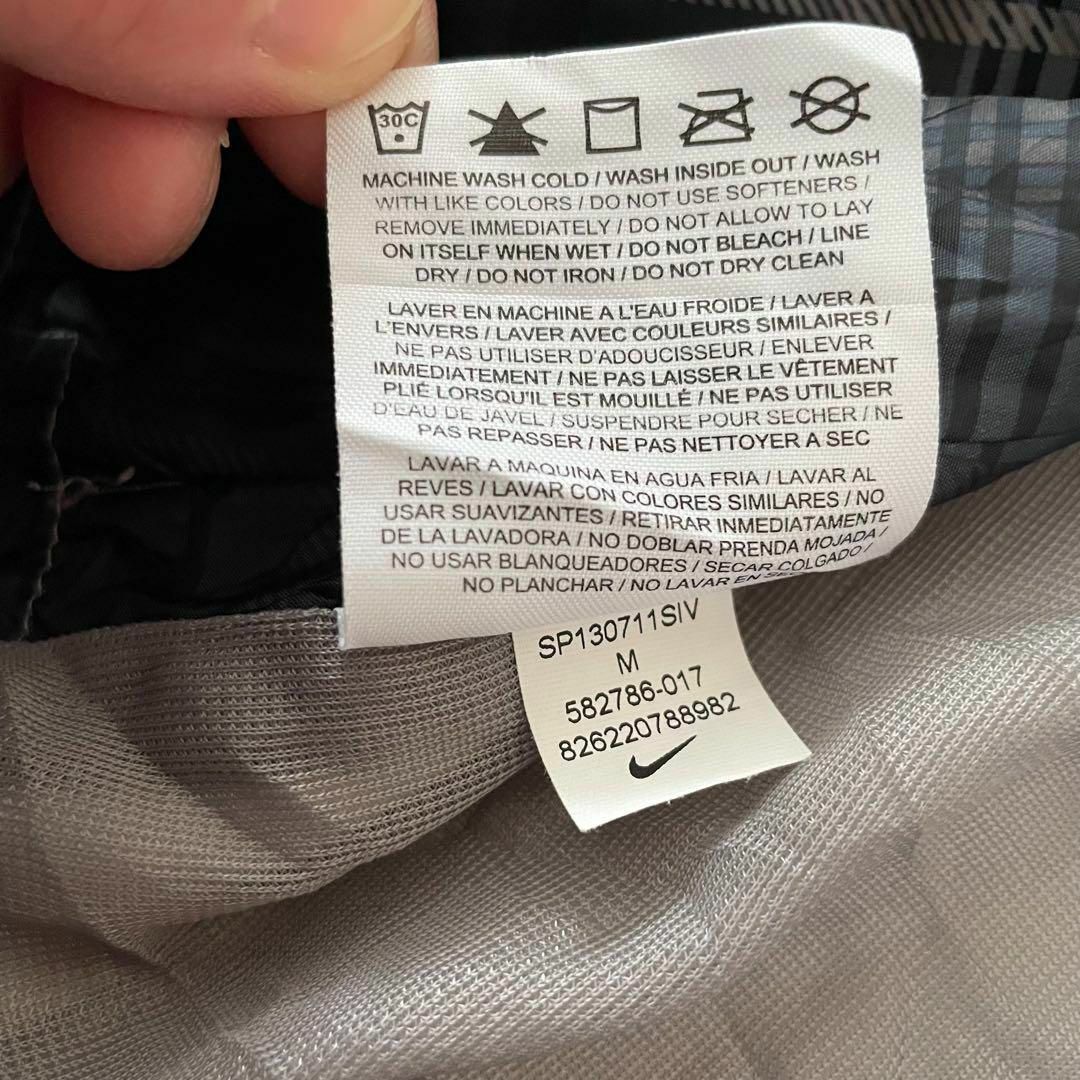 30C
MACHINE WASH COLD / WASH INSIDE OUT / WASH
WITH LIKE COLORS / DO NOT USE SOFTENERS /
REMOVE IMMEDIATELY / DO NOT ALLOW TO LAY
ON ITSELF WHEN WET / DO NOT BLEACH / LINE
DRY / DO NOT IRON / DO NOT DRY CLEAN
LAVER EN MACHINE A L'EAU FROIDE / LAVER A
L'ENVERS / LAVER AVEC COULEURS SIMILAIRES /
NE PAS UTILISER D'ADOUCISSEUR / ENLEVER
IMMEDIATEMENT / NE PAS LAISSER LE VÊTEMENT
PLIÉ LORSQU'IL EST MOUILLÉ / NE PAS UTILISER
D'EAU DE JAVEL / SUSPENDRE POUR SECHER / NE
PAS REPASSER / NE PAS NETTOYER A SEC
LAVAR A MAQUINA EN AGUA FRIA / LAVAR AL
REVES / LAVAR CON COLORES SIMILARES / NO
USAR SUAVIZANTES / RETIRAR INMEDIATAMENTE
DE LA LAVADORA / NO DOBLAR PRENDA MOJADA /
NO USAR BLANQUEADORES / SECAR COLGADO /
NO PLANCHAR / NO LAVAR EN
SP130711SIV
M
582786-017
826220788982